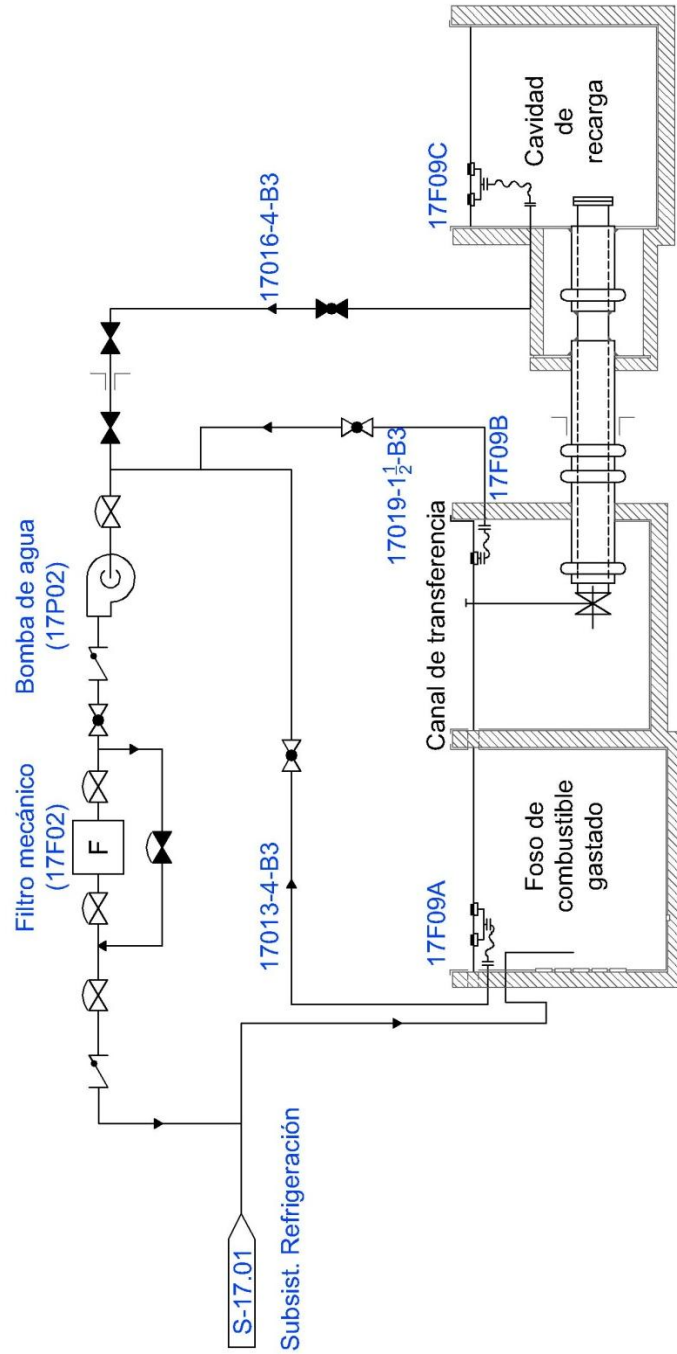 Filtro mecánico
(17F02)
F
Bomba de agua
(17P02)
C
17016-4-B3
17013-4-B3
17019-1½-B3
S-17.01
Subsist. Refrigeración
17F09A
17F09B
17F09C
Canal de transferencia
Foso de
combustible
gastado
Cavidad
de
recarga